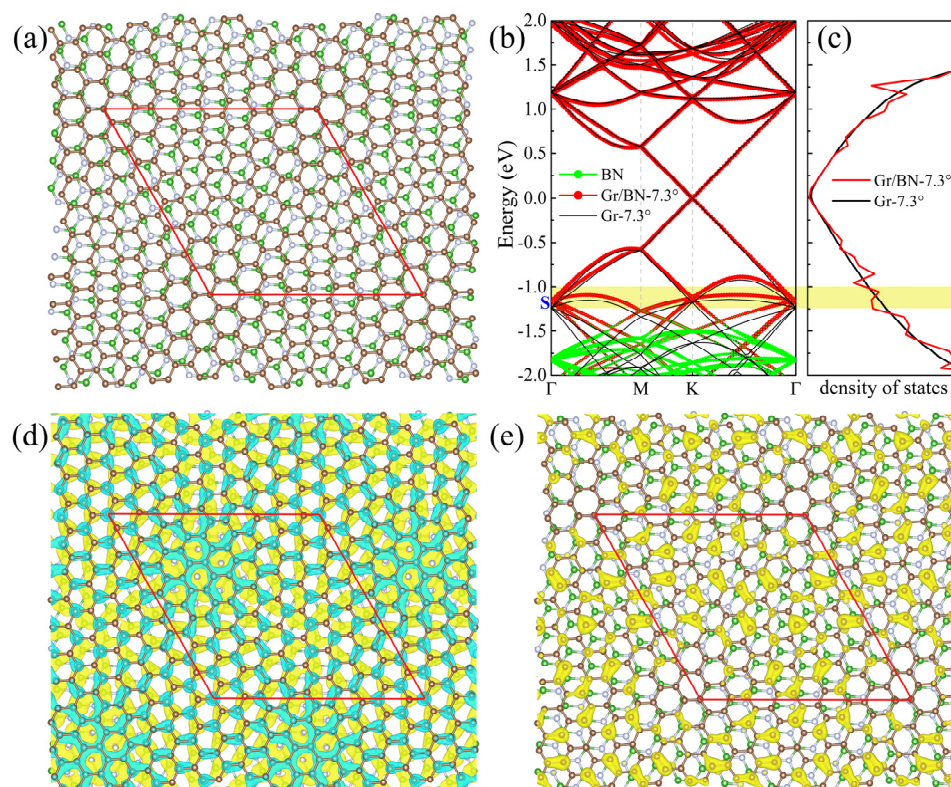 (a)
(b)
(c)
2.0
1.5
1.0
0.5
0.0
-0.5
-1.0
-1.5
-2.0
Energy (eV)
BN
Gr/BN-7.3°
Gr-7.3°
S
Γ M K Γ
Gr/BN-7.3°
Gr-7.3°
density of states
(d)
(e)